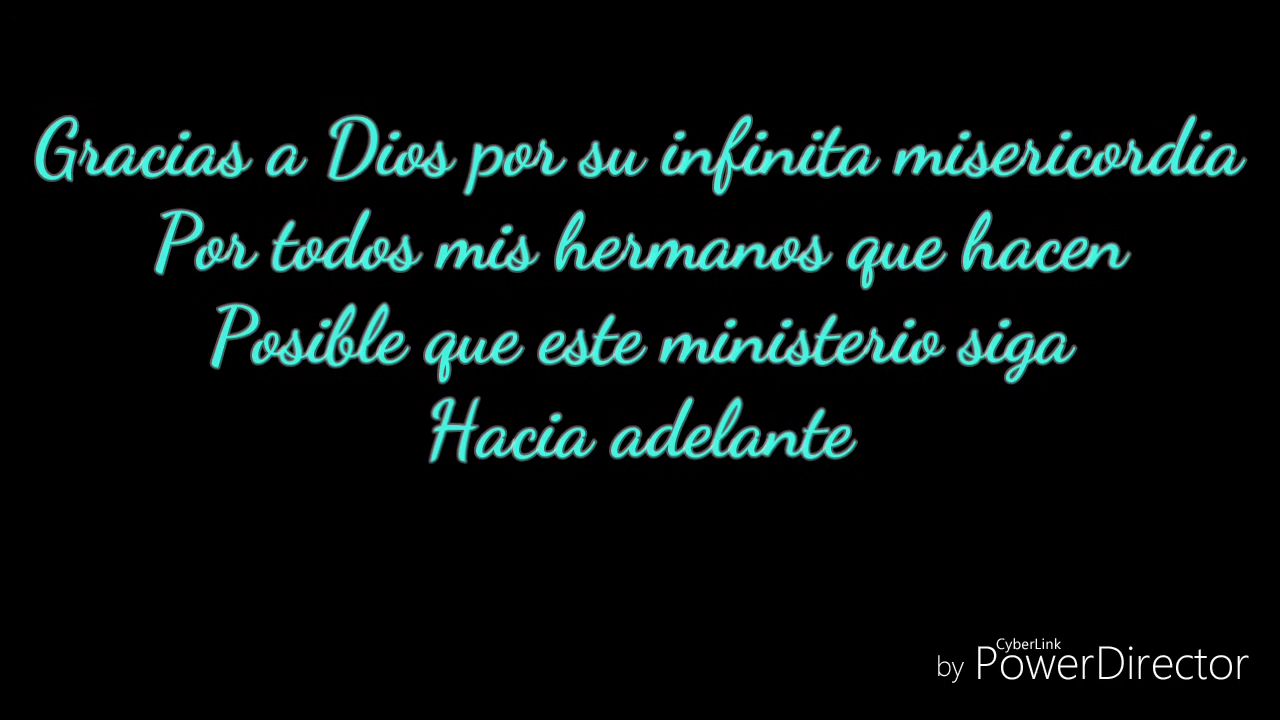 Gracias a Dios por su infinita misericordia
Por todos mis hermanos que hacen
Posible que este ministerio siga
Hacia adelante
by CyberLink PowerDirector